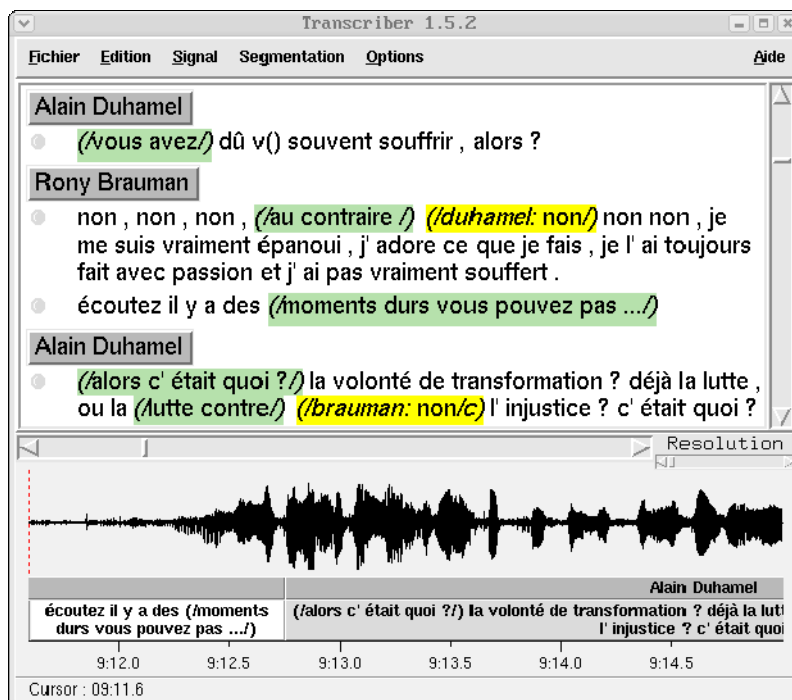 Transcriber 1.5.2
Fichier Edition Signal Segmentation Options Aide
Alain Duhamel
(/vous avez/) dû v() souvent souffrir , alors ?
Rony Brauman
non , non , non , (/au contraire /) (/duhamel: non/) non non , je
me suis vraiment épanoui , j' adore ce que je fais , je l' ai toujours
fait avec passion et j' ai pas vraiment souffert .
écoutez il y a des (/moments durs vous pouvez pas .../)
Alain Duhamel
(/alors c' était quoi ?/) la volonté de transformation ? déjà la lutte ,
ou la (/lutte contre/) (/brauman: non/c) l' injustice ? c' était quoi ?
Resolution
Alain Duhamel
écoutez il y a des (/moments
durs vous pouvez pas .../)
(/alors c' était quoi ?/) la volonté de transformation ? déjà la lutt
l' injustice ? c' était quoi
9:12.0 9:12.5 9:13.0 9:13.5 9:14.0 9:14.5
Cursor : 09:11.6